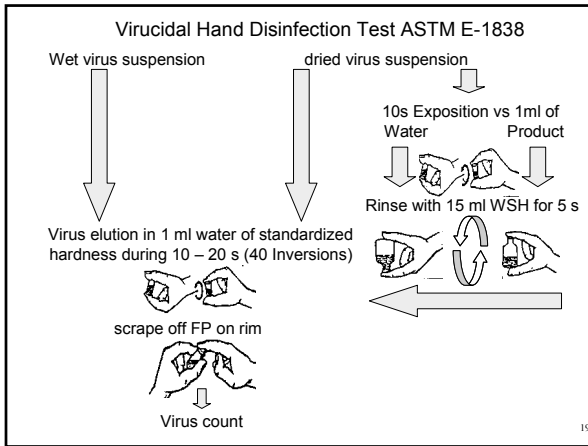 Virucidal Hand Disinfection Test ASTM E-1838
Wet virus suspension
dried virus suspension
10s Exposition vs 1ml of
Water Product
Rinse with 15 ml WSH for 5 s
Virus elution in 1 ml water of standardized
hardness during 10 – 20 s (40 Inversions)
scrape off FP on rim
Virus count